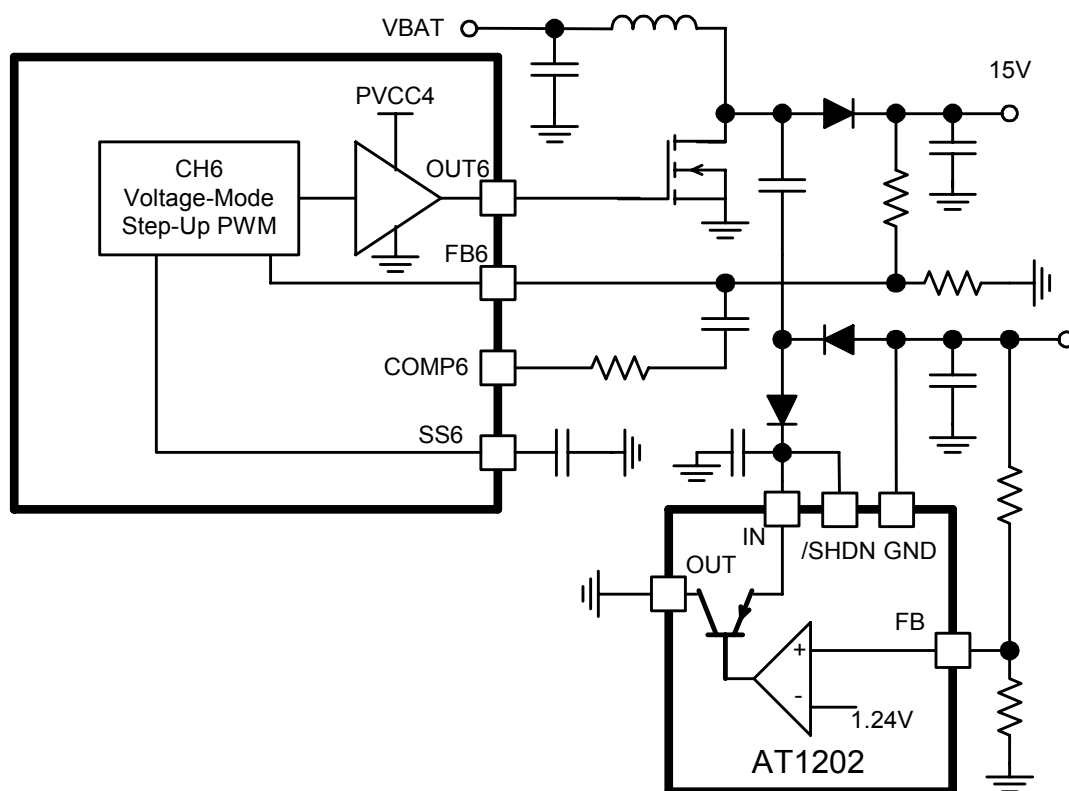 VBAT
15V
PVCC4
CH6
Voltage-Mode
Step-Up PWM
OUT6
FB6
COMP6
SS6
IN
/SHDN GND
OUT
FB
+
-
1.24V
AT1202